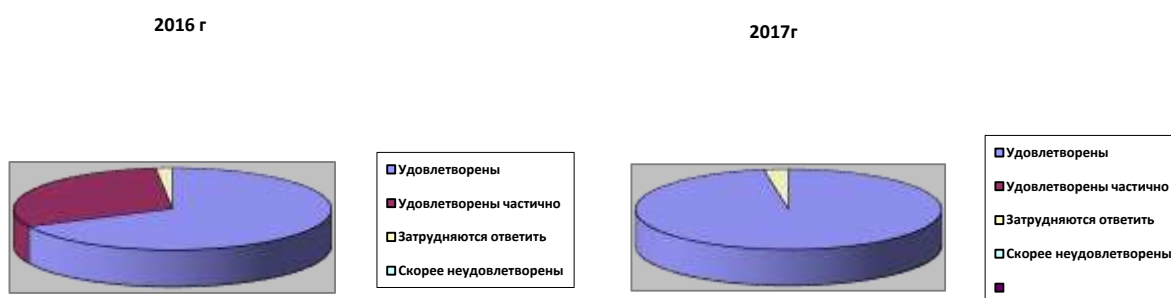 2016 г
Удовлетворены
Удовлетворены частично
Затрудняются ответить
Скорее неудовлетворены
2017г
Удовлетворены
Удовлетворены частично
Затрудняются ответить
Скорее неудовлетворены